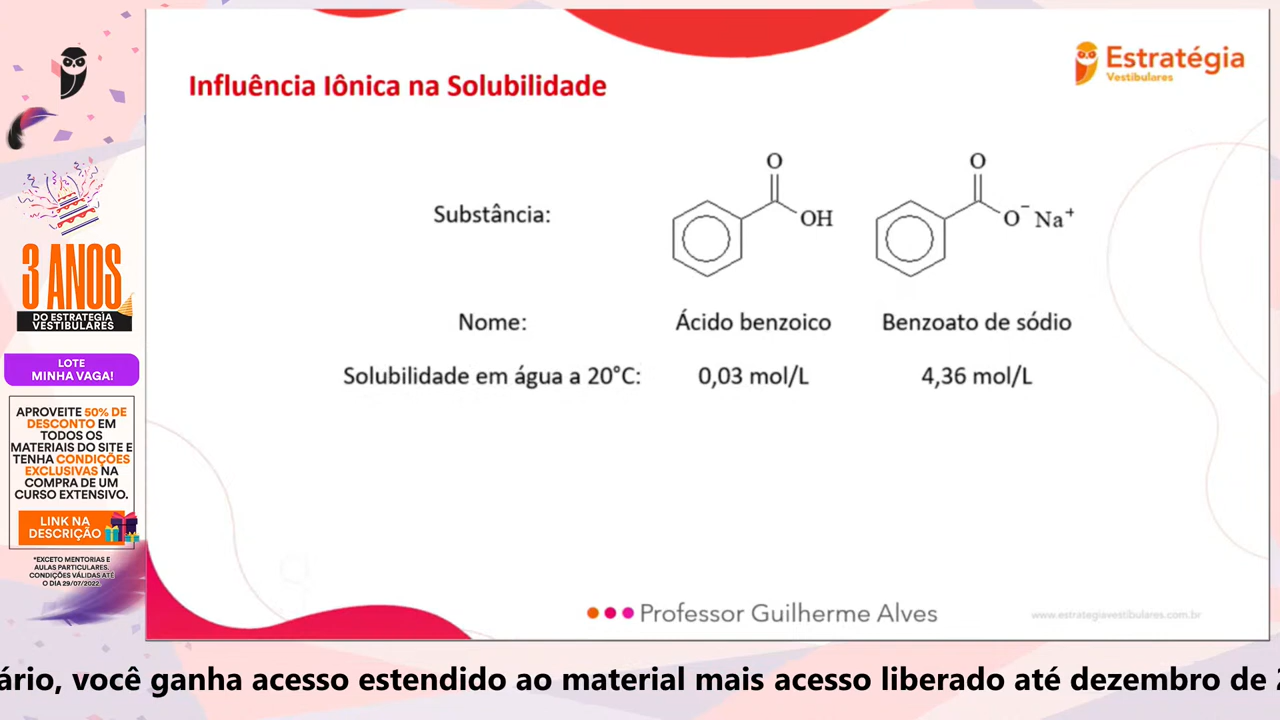 Influência Iônica na Solubilidade
Estratégia
Vestibulares
Substância:
O
OH
O
O⁻ Na⁺
Nome:
Ácido benzoico
Benzoato de sódio
Solubilidade em água a 20°C:
0,03 mol/L
4,36 mol/L
Professor Guilherme Alves
www.estrategiavestibulares.com.br
3 ANOS
DO ESTRATEGIA
VESTIBULARES
LOTE
MINHA VAGA!
APROVEITE 50% DE
DESCONTO EM
TODOS OS
MATERIAIS DO SITE E
TENHA CONDIÇÕES
EXCLUSIVAS NA
COMPRA DE UM
CURSO EXTENSIVO.
LINK NA
DESCRIÇÃO
*EXCETO MENTORIAS E
AULAS PARTICULARES.
CONDIÇÕES VÁLIDAS ATÉ
O DIA 29/07/2022.
ário, você ganha acesso estendido ao material mais acesso liberado até dezembro de